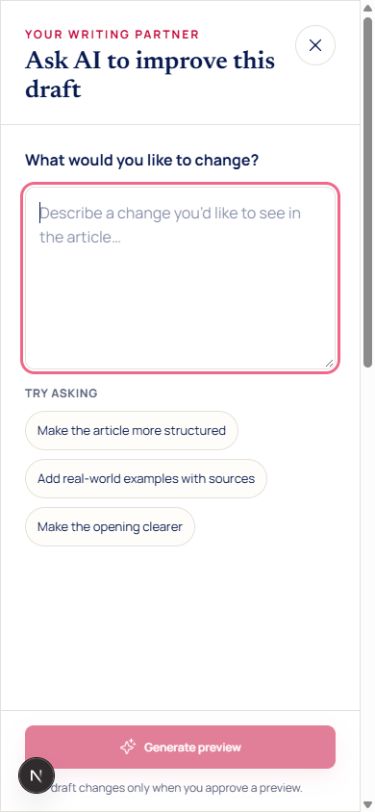 YOUR WRITING PARTNER
Ask AI to improve this
draft
What would you like to change?
Describe a change you'd like to see in
the article...
TRY ASKING
Make the article more structured
Add real-world examples with sources
Make the opening clearer
Generate preview
N
draft changes only when you approve a preview.